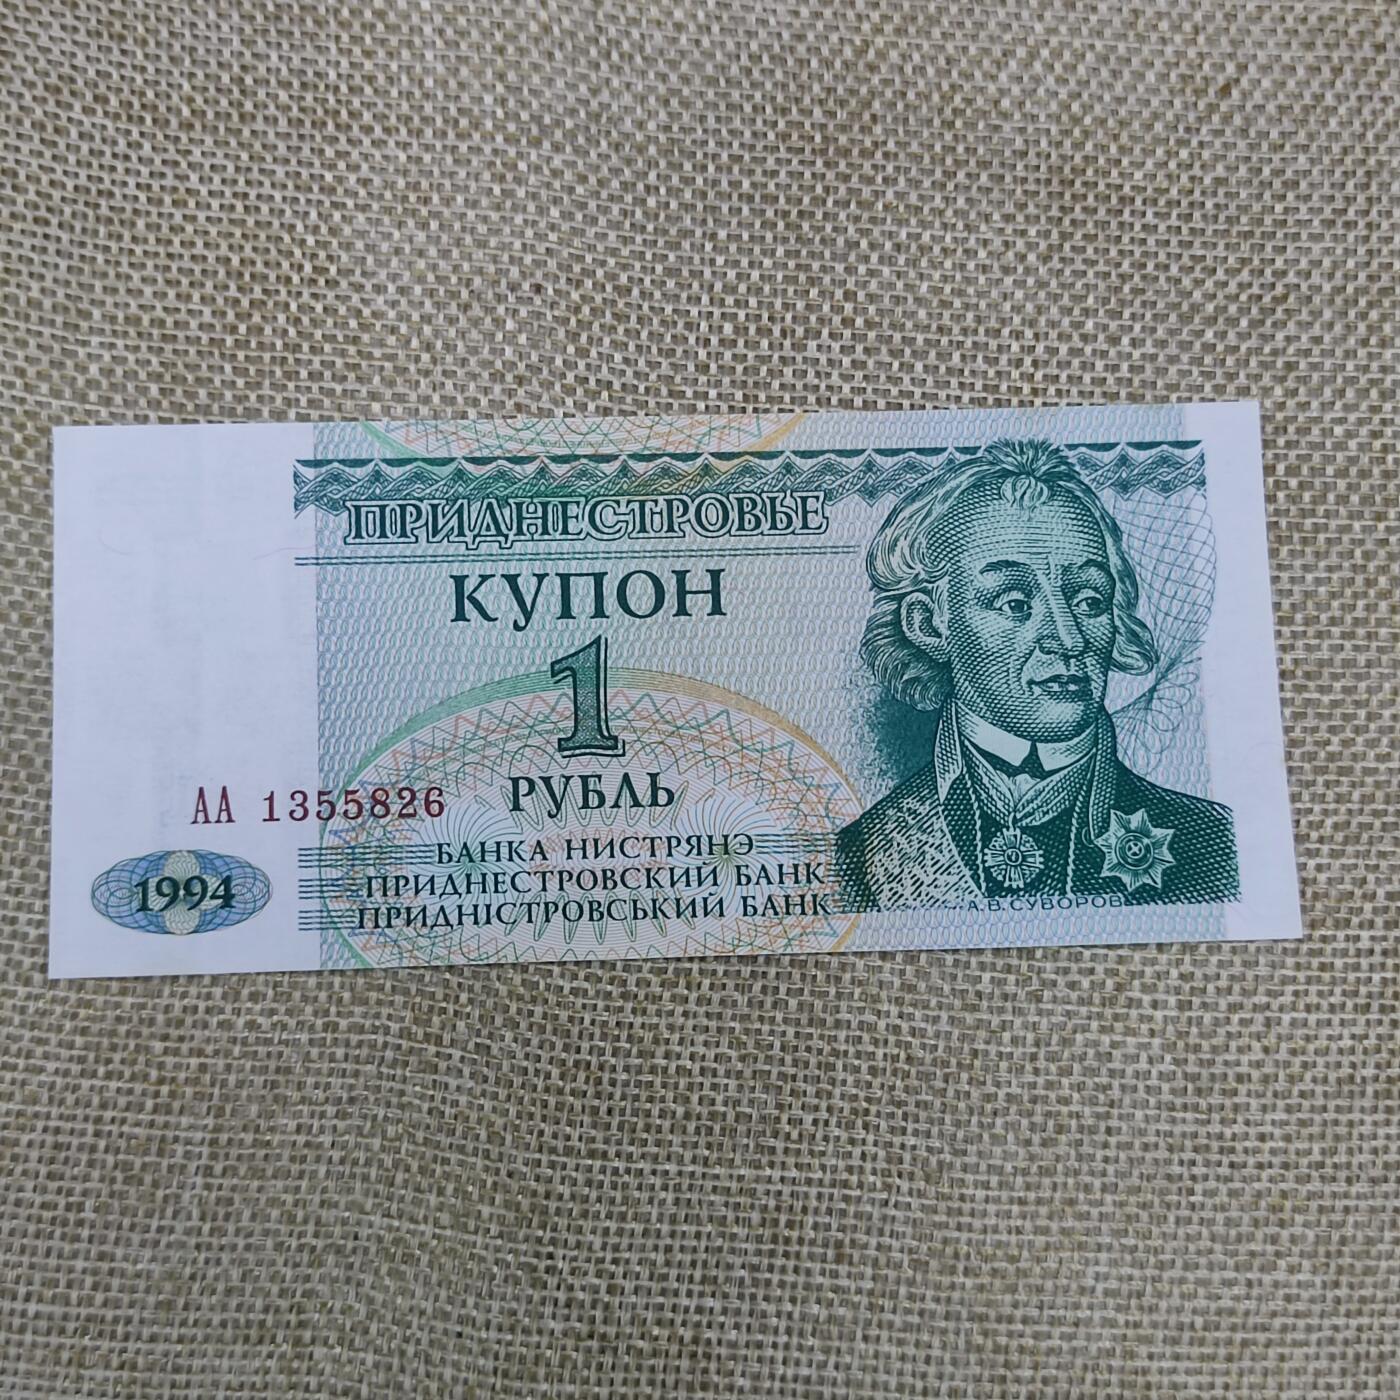 ПРИДНЕСТРОВЬЕ
КУПОН
1
РУБЛЬ
АА 1355826
БАНКА НИСТРЯНЭ
ПРИДНЕСТРОВСКИЙ БАНК
ПРИДНІСТРОВСЬКИЙ БАНК
1994
А.В.СУВОРОВ